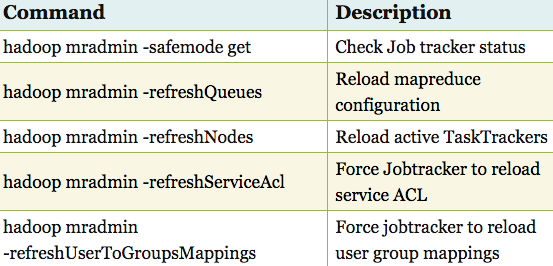 Command Description
hadoop mradmin -safemode get Check Job tracker status
hadoop mradmin -refreshQueues Reload mapreduce
configuration
hadoop mradmin -refreshNodes Reload active TaskTrackers
hadoop mradmin -refreshServiceAcl Force Jobtracker to reload
service ACL
hadoop mradmin Force jobtracker to reload
-refreshUserToGroupsMappings user group mappings